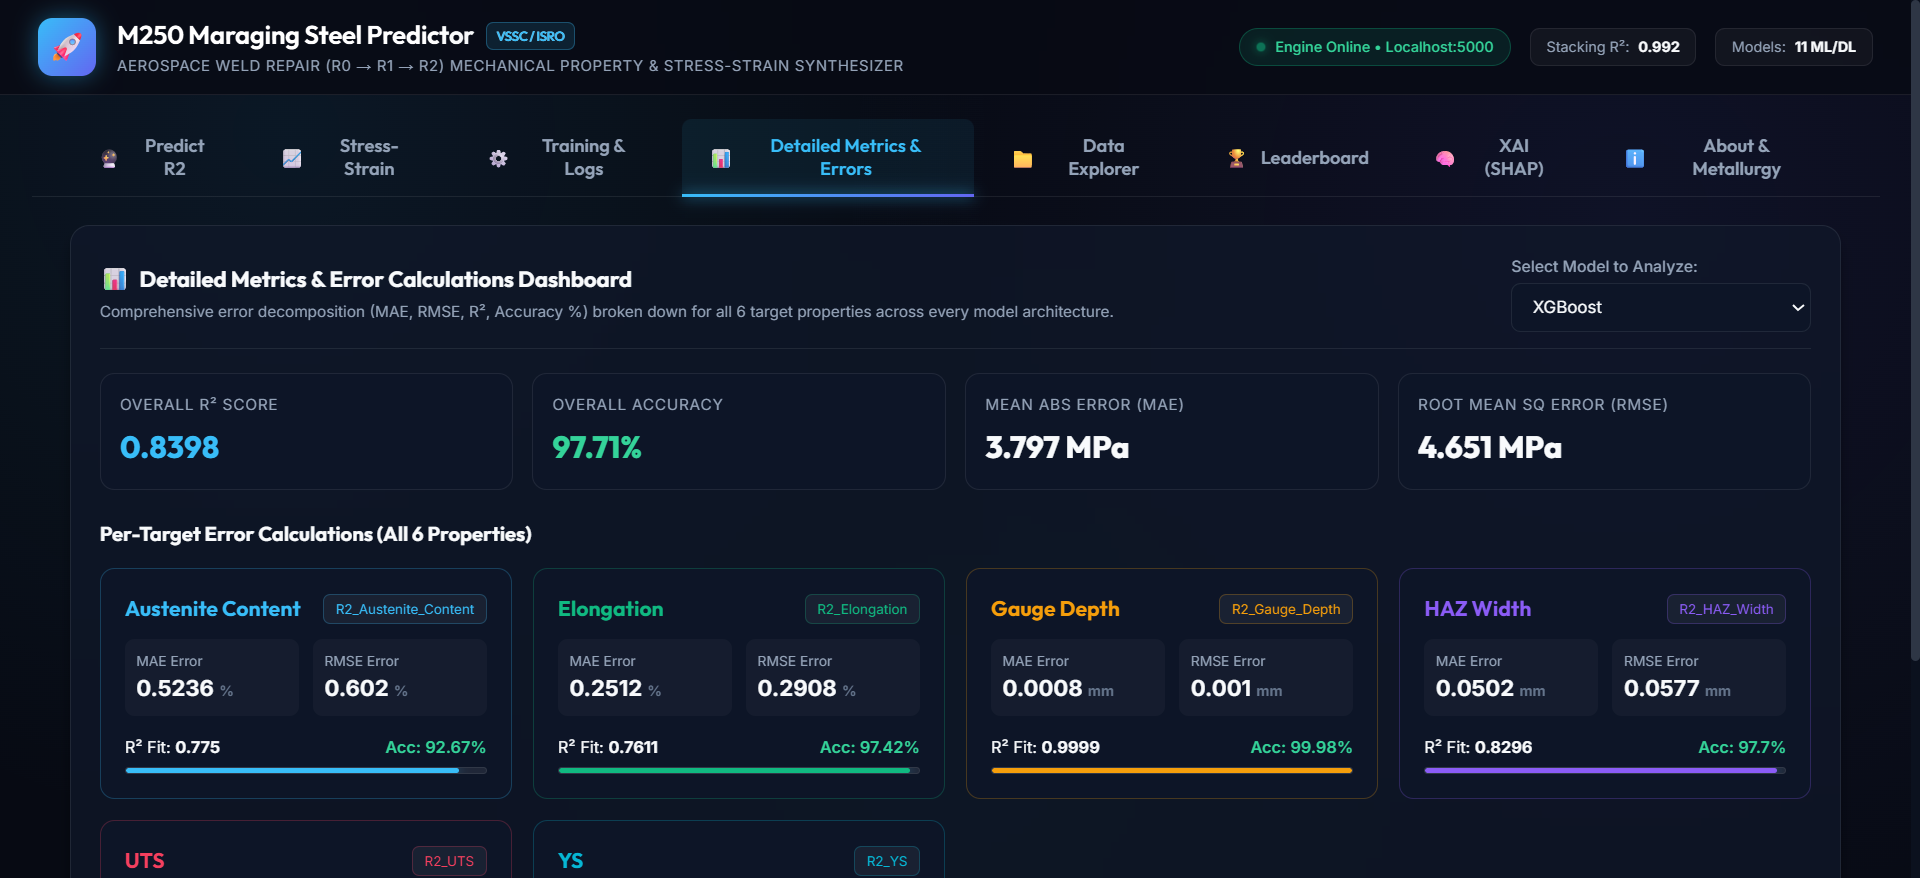 M250 Maraging Steel Predictor
VSSC / ISRO
AEROSPACE WELD REPAIR (R0 → R1 → R2) MECHANICAL PROPERTY & STRESS-STRAIN SYNTHESIZER
Engine Online • Localhost:5000
Stacking R²: 0.992
Models: 11 ML/DL
Predict
R2
Stress-
Strain
Training &
Logs
Detailed Metrics &
Errors
Data
Explorer
Leaderboard
XAI
(SHAP)
About &
Metallurgy
Detailed Metrics & Error Calculations Dashboard
Comprehensive error decomposition (MAE, RMSE, R², Accuracy %) broken down for all 6 target properties across every model architecture.
Select Model to Analyze:
XGBoost
OVERALL R² SCORE
0.8398
OVERALL ACCURACY
97.71%
MEAN ABS ERROR (MAE)
3.797 MPa
ROOT MEAN SQ ERROR (RMSE)
4.651 MPa
Per-Target Error Calculations (All 6 Properties)
Austenite Content
R2_Austenite_Content
MAE Error
0.5236 %
RMSE Error
0.602 %
R² Fit: 0.775
Acc: 92.67%
Elongation
R2_Elongation
MAE Error
0.2512 %
RMSE Error
0.2908 %
R² Fit: 0.7611
Acc: 97.42%
Gauge Depth
R2_Gauge_Depth
MAE Error
0.0008 mm
RMSE Error
0.001 mm
R² Fit: 0.9999
Acc: 99.98%
HAZ Width
R2_HAZ_Width
MAE Error
0.0502 mm
RMSE Error
0.0577 mm
R² Fit: 0.8296
Acc: 97.7%
UTS
R2_UTS
YS
R2_YS